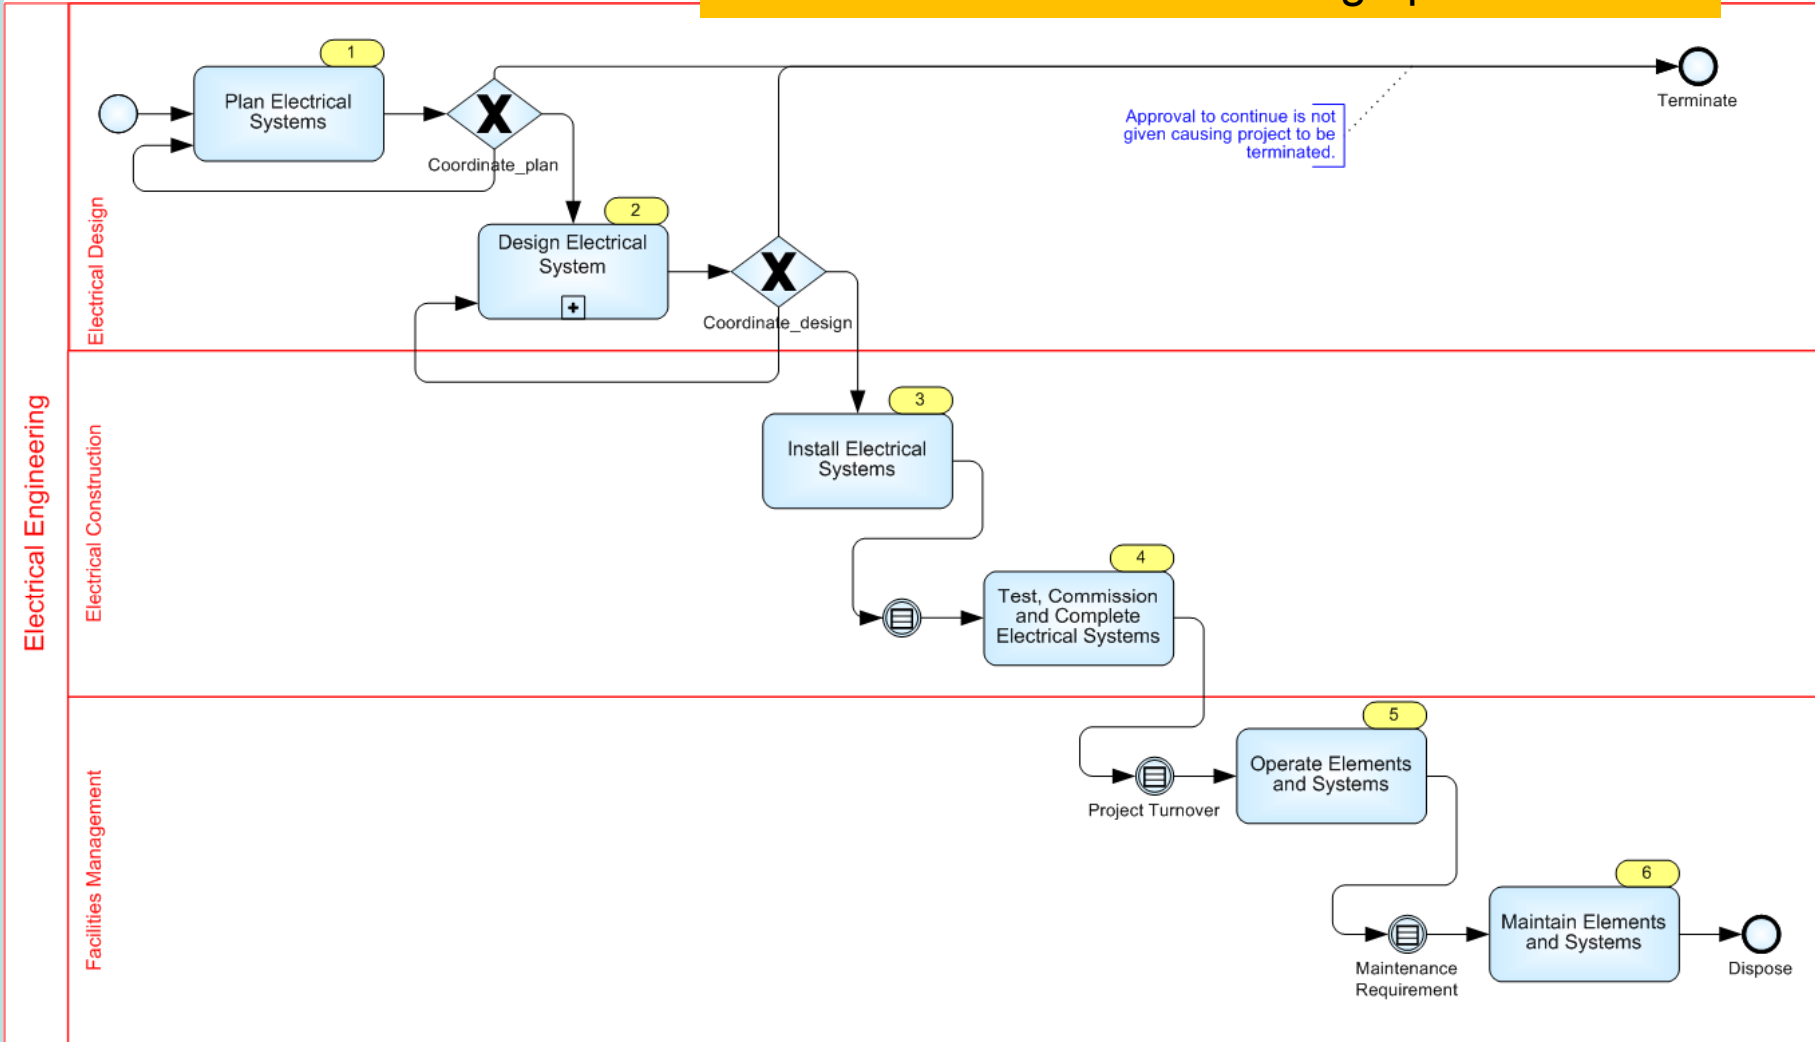 1
Plan Electrical
Systems
Coordinate_plan
Terminate
Approval to continue is not
given causing project to be
terminated.
2
Design Electrical
System
Coordinate_design
Electrical Design
Electrical Engineering
Electrical Construction
3
Install Electrical
Systems
4
Test, Commission
and Complete
Electrical Systems
Facilities Management
5
Operate Elements
and Systems
Project Turnover
6
Maintain Elements
and Systems
Maintenance
Requirement
Dispose